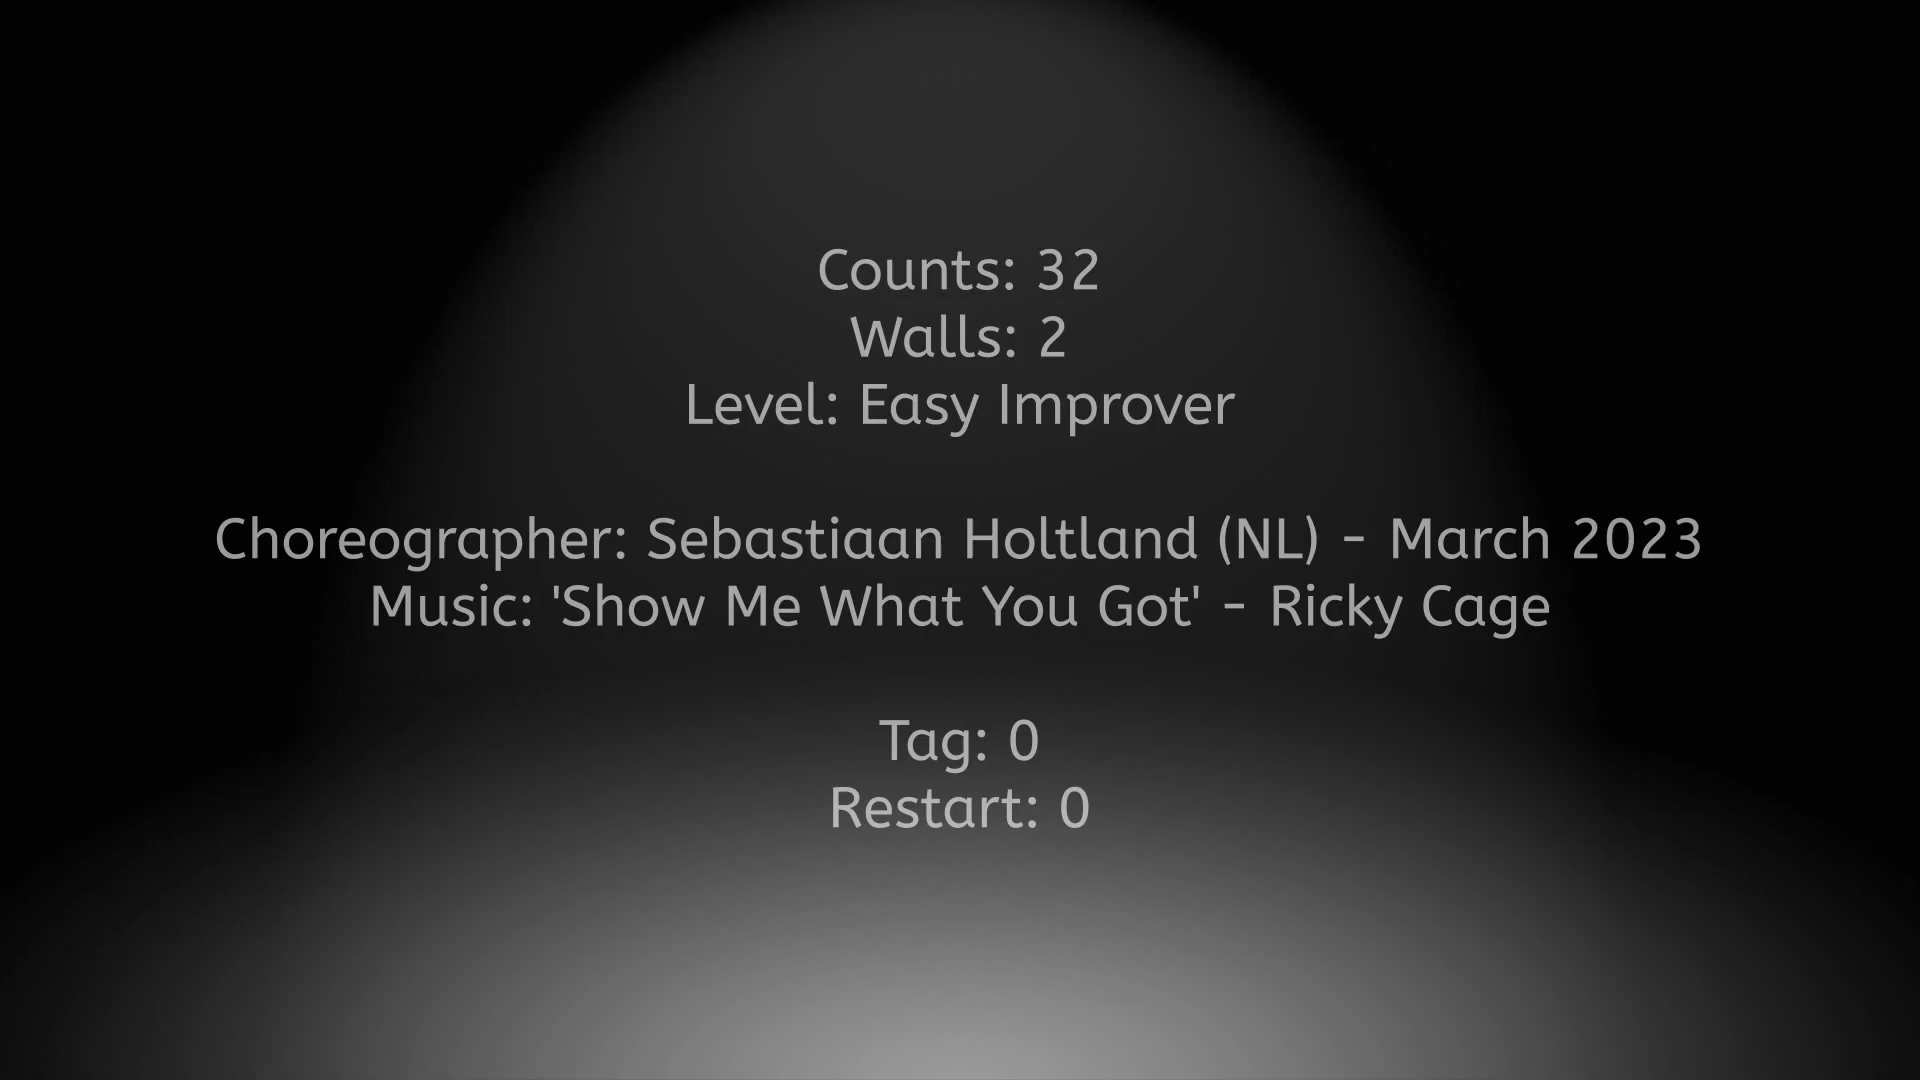 Counts: 32
Walls: 2
Level: Easy Improver
Choreographer: Sebastiaan Holtland (NL) - March 2023
Music: 'Show Me What You Got' - Ricky Cage
Tag: 0
Restart: 0